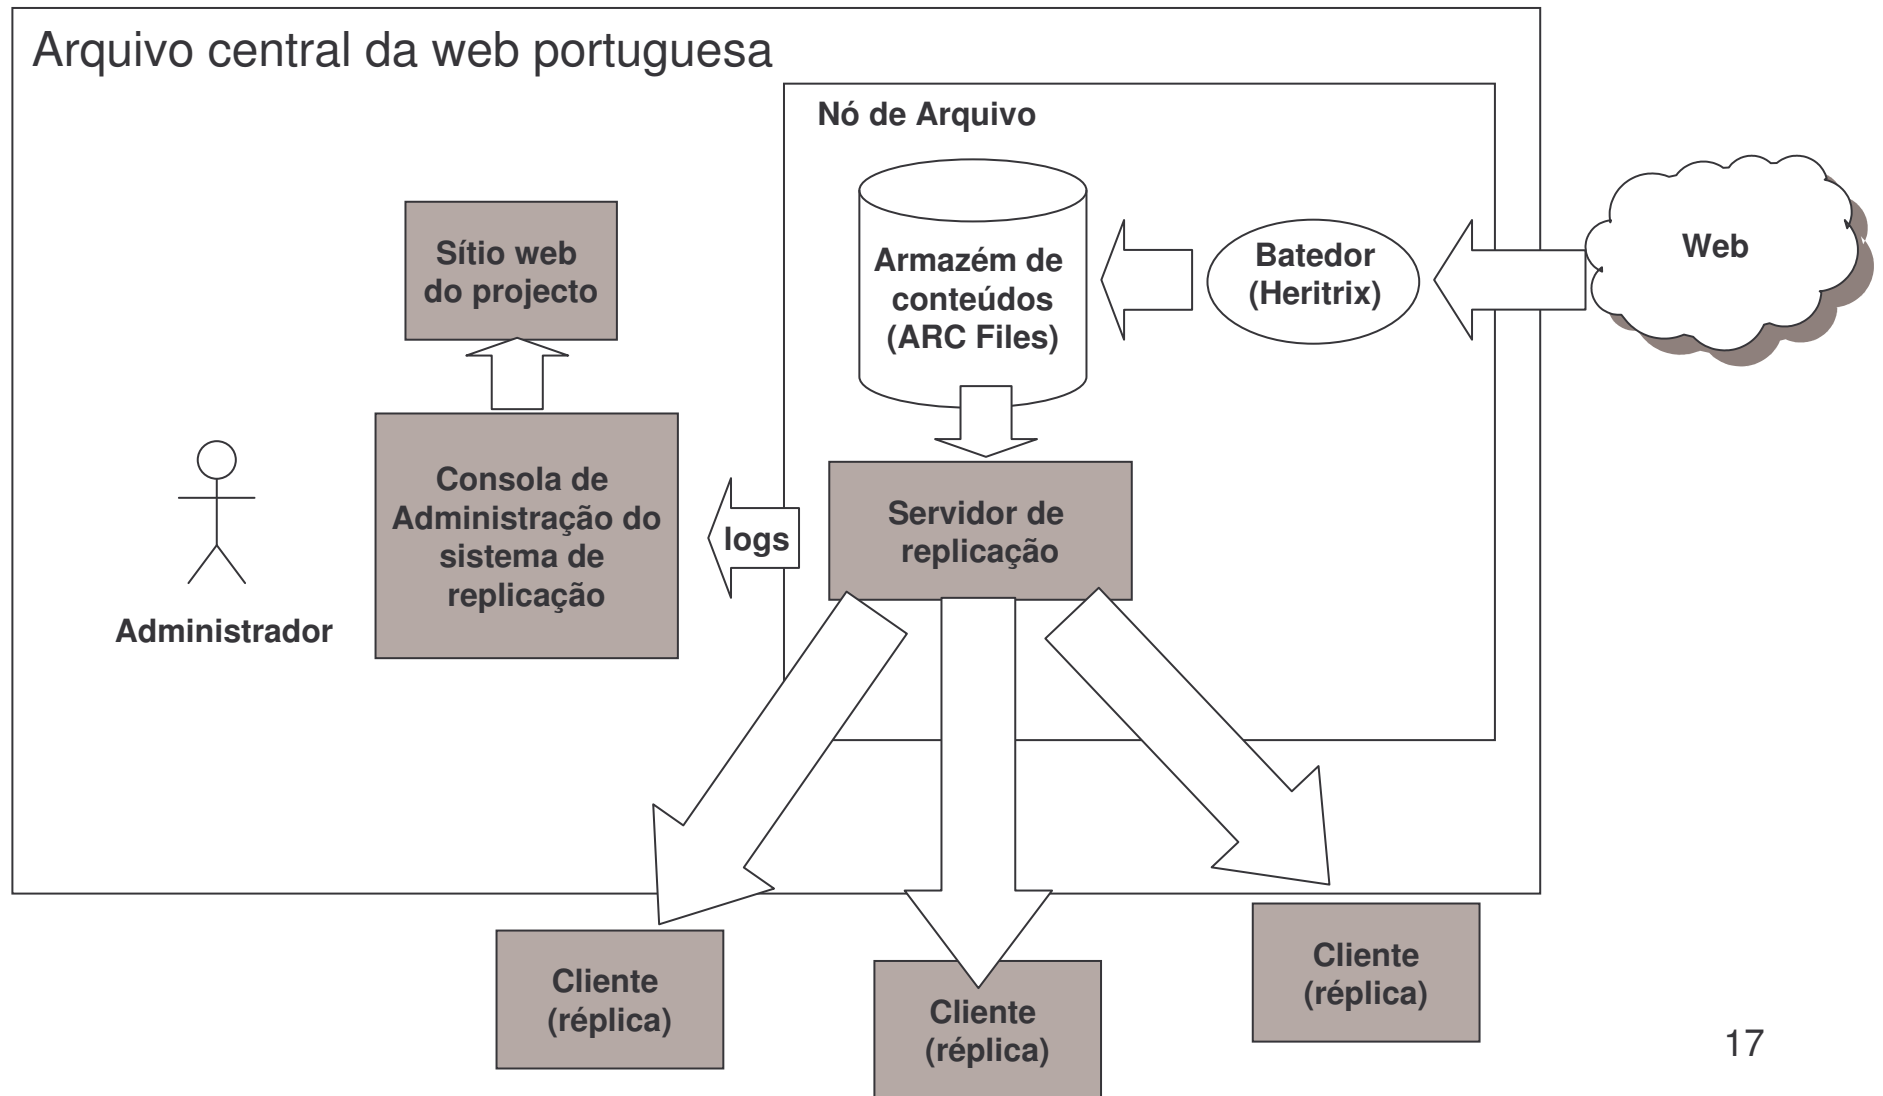 Arquivo central da web portuguesa
Nó de Arquivo
Sítio web
do projecto
Armazém de
conteúdos
(ARC Files)
Batedor
(Heritrix)
Web
Consola de
Administração do
sistema de
replicação
logs
Servidor de
replicação
Administrador
Cliente
(réplica)
Cliente
(réplica)
Cliente
(réplica)
17